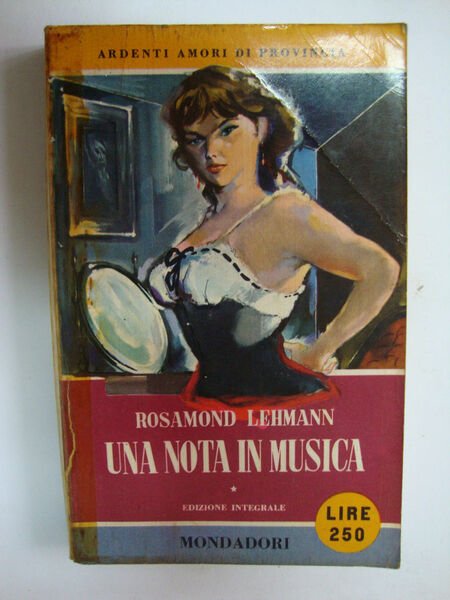 ARDENTI AMORI DI PROVINCIA
ROSAMOND LEHMANN
UNA NOTA IN MUSICA
EDIZIONE INTEGRALE
LIRE
250
MONDADORI